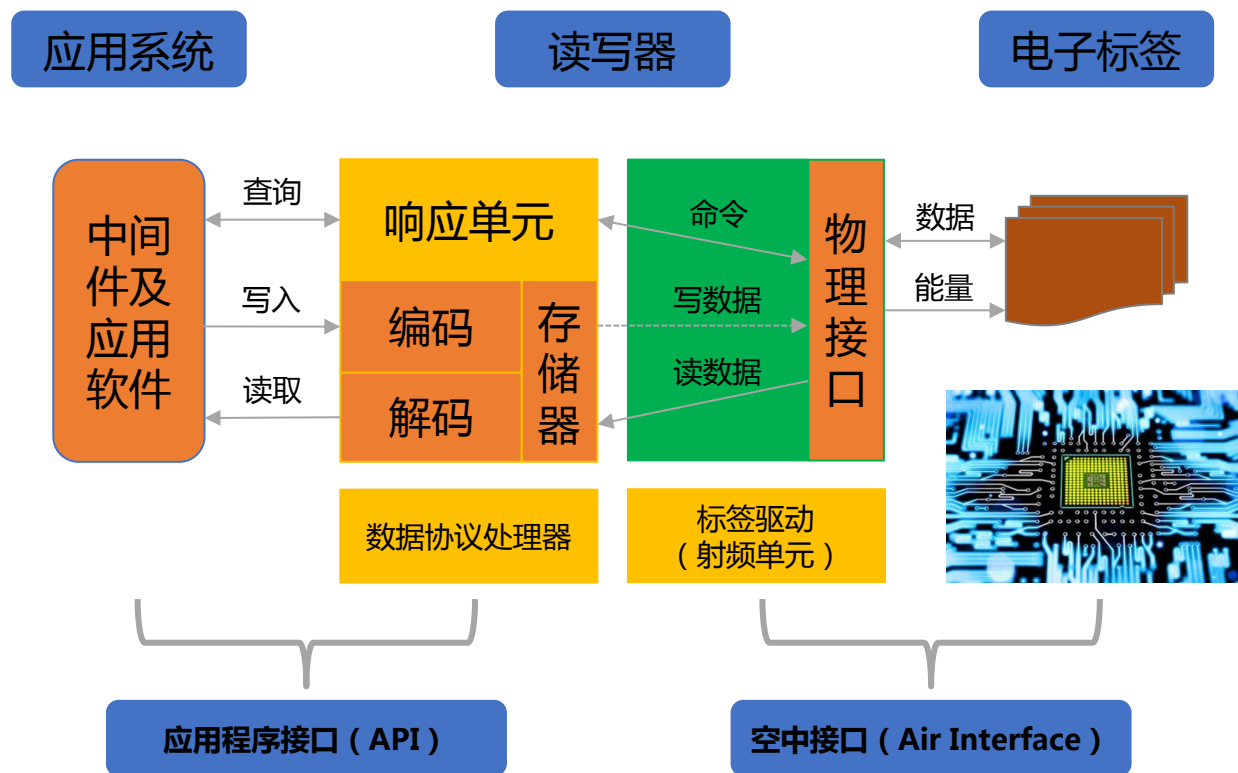 应用系统
读写器
电子标签
中间
件及
应用
软件
查询
写入
读取
响应单元
编码
解码
存
储
器
命令
写数据
读数据
物
理
接
口
数据
能量
数据协议处理器
标签驱动
（射频单元）
应用程序接口（API）
空中接口（Air Interface）